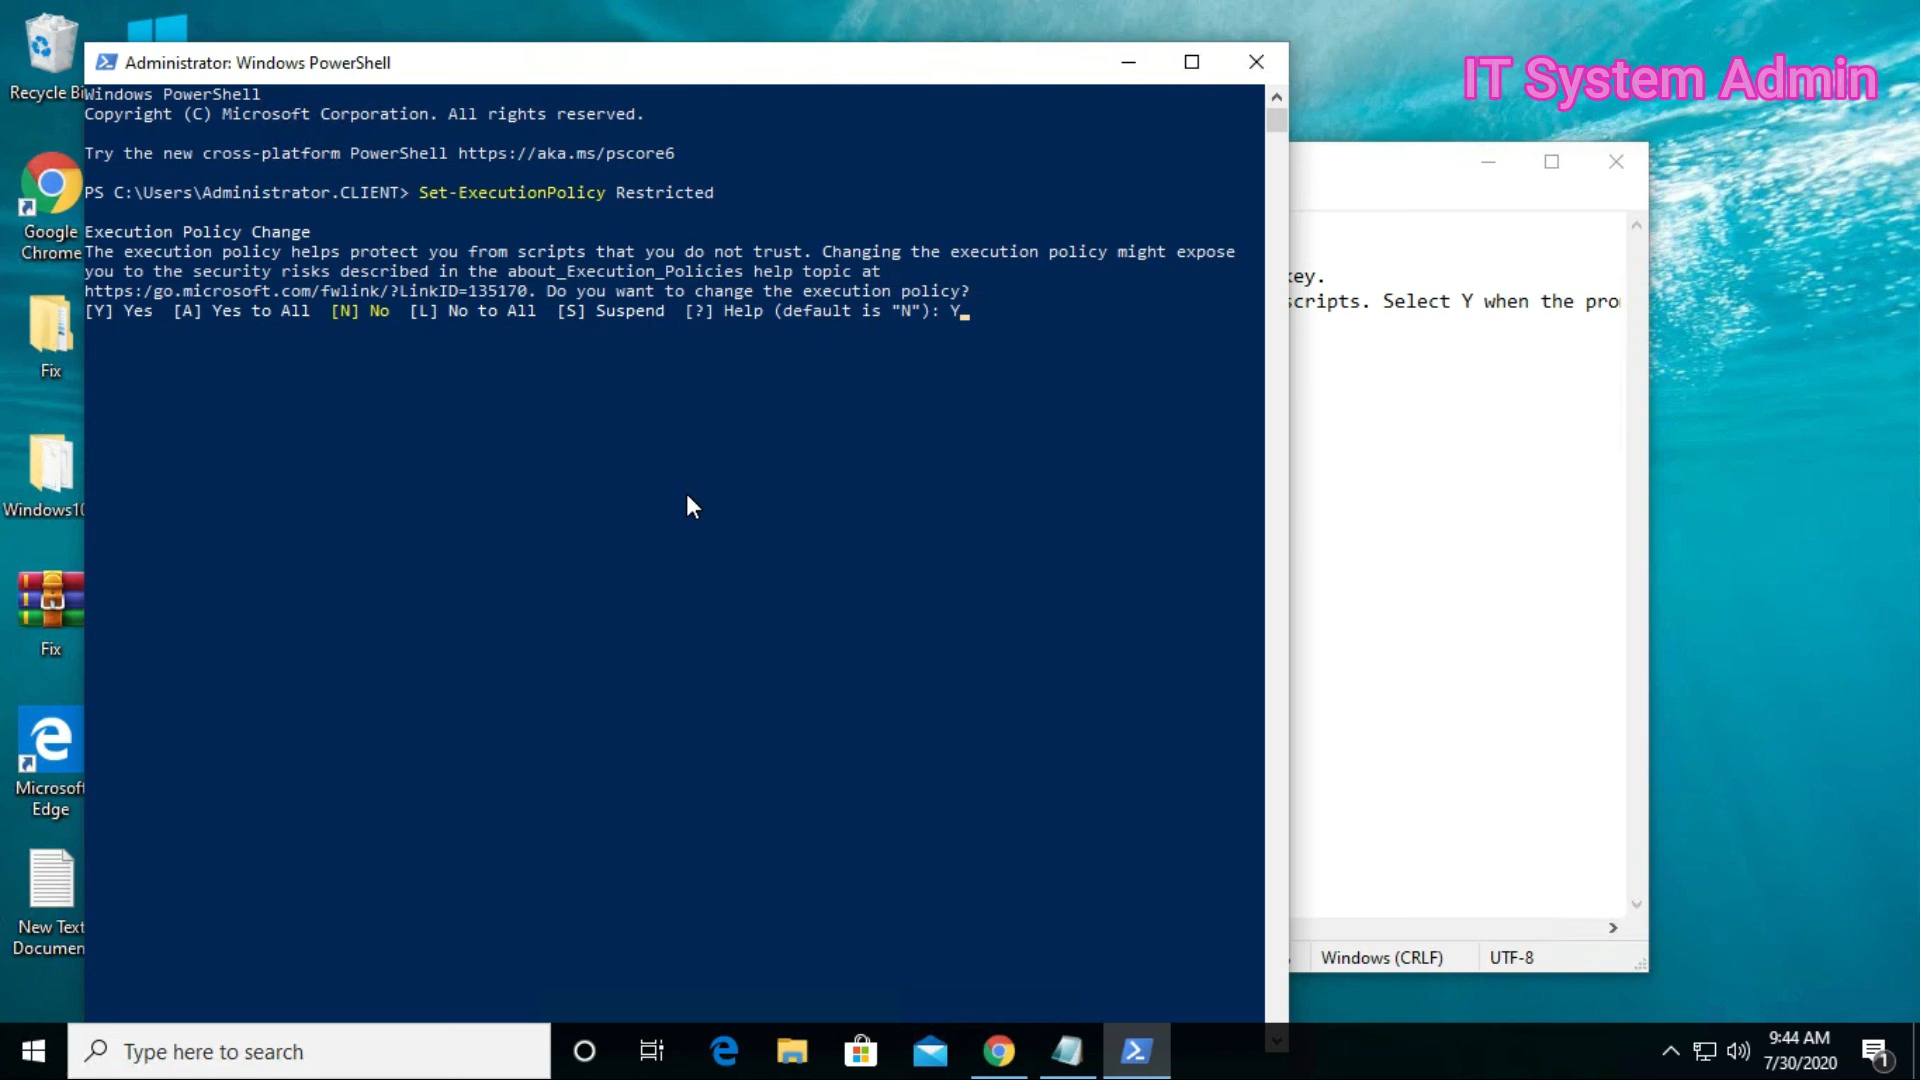 IT System Admin
Recycle Bi
Administrator: Windows PowerShell
Windows PowerShell
Copyright (C) Microsoft Corporation. All rights reserved.
Try the new cross-platform PowerShell https://aka.ms/pscore6
PS C:\Users\Administrator.CLIENT> Set-ExecutionPolicy Restricted
Execution Policy Change
The execution policy helps protect you from scripts that you do not trust. Changing the execution policy might expose
you to the security risks described in the about_Execution_Policies help topic at
https:/go.microsoft.com/fwlink/?LinkID=135170. Do you want to change the execution policy?
[Y] Yes  [A] Yes to All  [N] No  [L] No to All  [S] Suspend  [?] Help (default is "N"): Y
key.
scripts. Select Y when the pro
Windows (CRLF)
UTF-8
Google
Chrome
Fix
Windows10
Fix
Microsoft
Edge
New Text
Documen
Type here to search
9:44 AM
7/30/2020
1